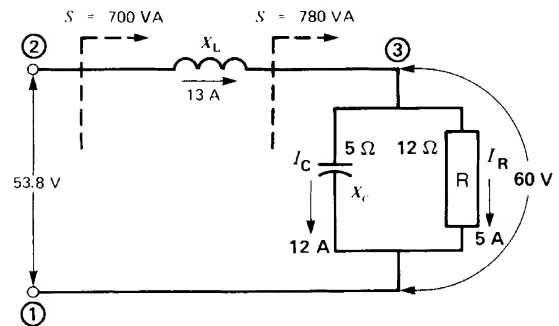 S = 700 VA
S = 780 VA
2
X_L
3
13 A
5 Ω
12 Ω
I_C
I_R
R
60 V
X_c
53.8 V
12 A
5 A
1